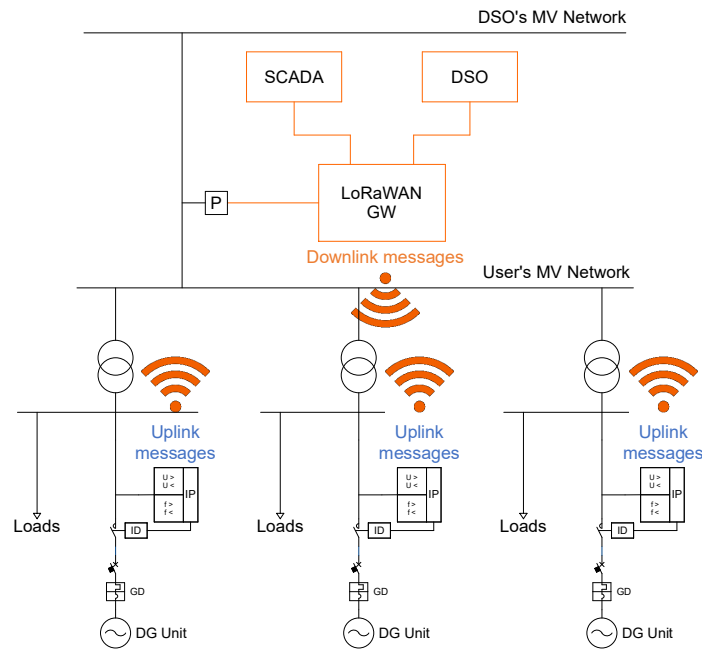 DSO's MV Network
SCADA
DSO
LoRaWAN
GW
P
Downlink messages
User's MV Network
Uplink
messages
Uplink
messages
Uplink
messages
U >
U <
IP
f >
f <
U >
U <
IP
f >
f <
U >
U <
IP
f >
f <
Loads
ID
Loads
ID
Loads
ID
GD
GD
GD
DG Unit
DG Unit
DG Unit